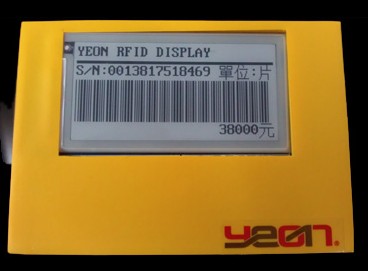 YEON RFID DISPLAY
S/N:0013817518469 單位:片
38000元
yeon®